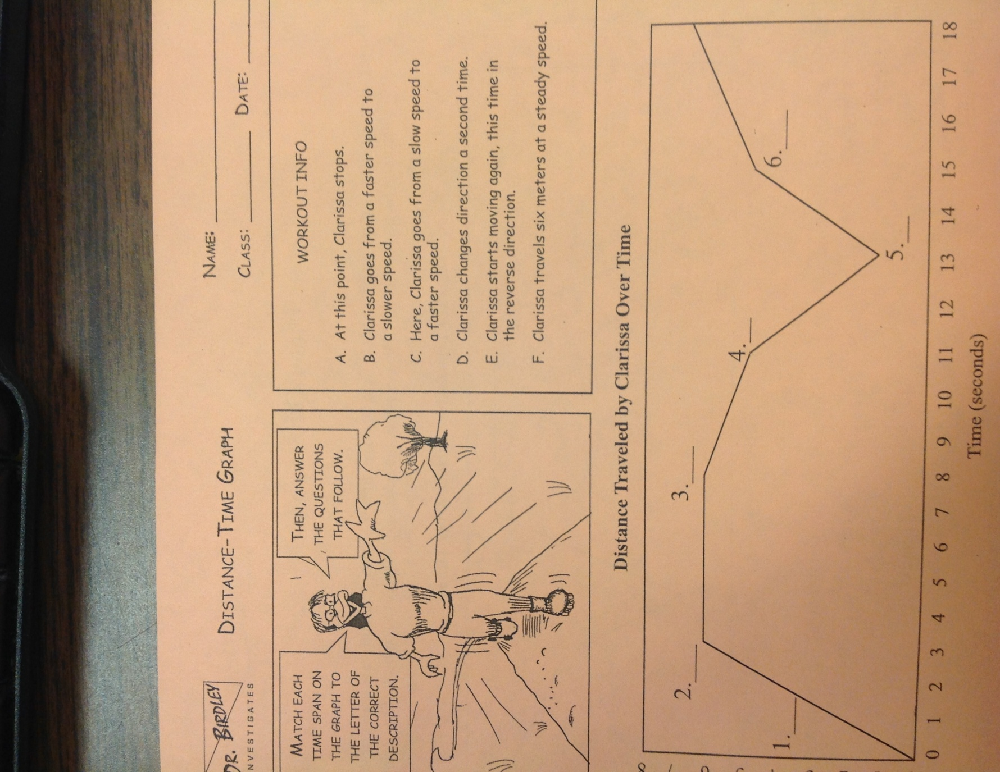 DR. BIRDLEY
NVESTIGATES
DISTANCE-TIME GRAPH
NAME:
CLASS: DATE:
MATCH EACH
TIME SPAN ON
THE GRAPH TO
THE LETTER OF
THE CORRECT
DESCRIPTION.
THEN, ANSWER
THE QUESTIONS
THAT FOLLOW.
WORKOUT INFO
A. At this point, Clarissa stops.
B. Clarissa goes from a faster speed to
a slower speed.
C. Here, Clarissa goes from a slow speed to
a faster speed.
D. Clarissa changes direction a second time.
E. Clarissa starts moving again, this time in
the reverse direction.
F. Clarissa travels six meters at a steady speed.
Distance Traveled by Clarissa Over Time
1.
2.
3.
4.
5.
6.
0 1 2 3 4 5 6 7 8 9 10 11 12 13 14 15 16 17 18
Time (seconds)